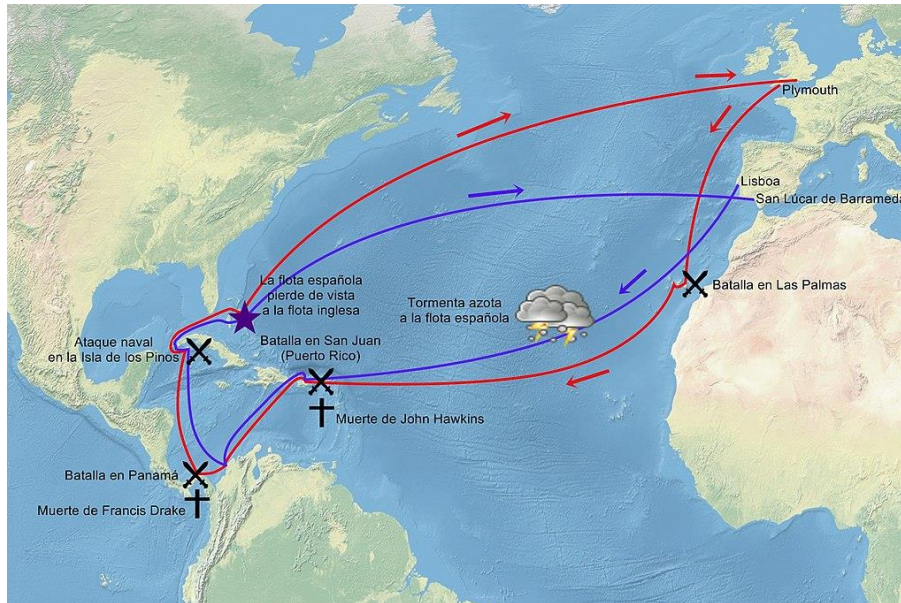 Plymouth
Lisboa
San Lúcar de Barrameda
La flota española
pierde de vista
a la flota inglesa
Batalla en Las Palmas
Tormenta azota
a la flota española
Ataque naval
en la Isla de los Pinos
Batalla en San Juan
(Puerto Rico)
Muerte de John Hawkins
Batalla en Panamá
Muerte de Francis Drake